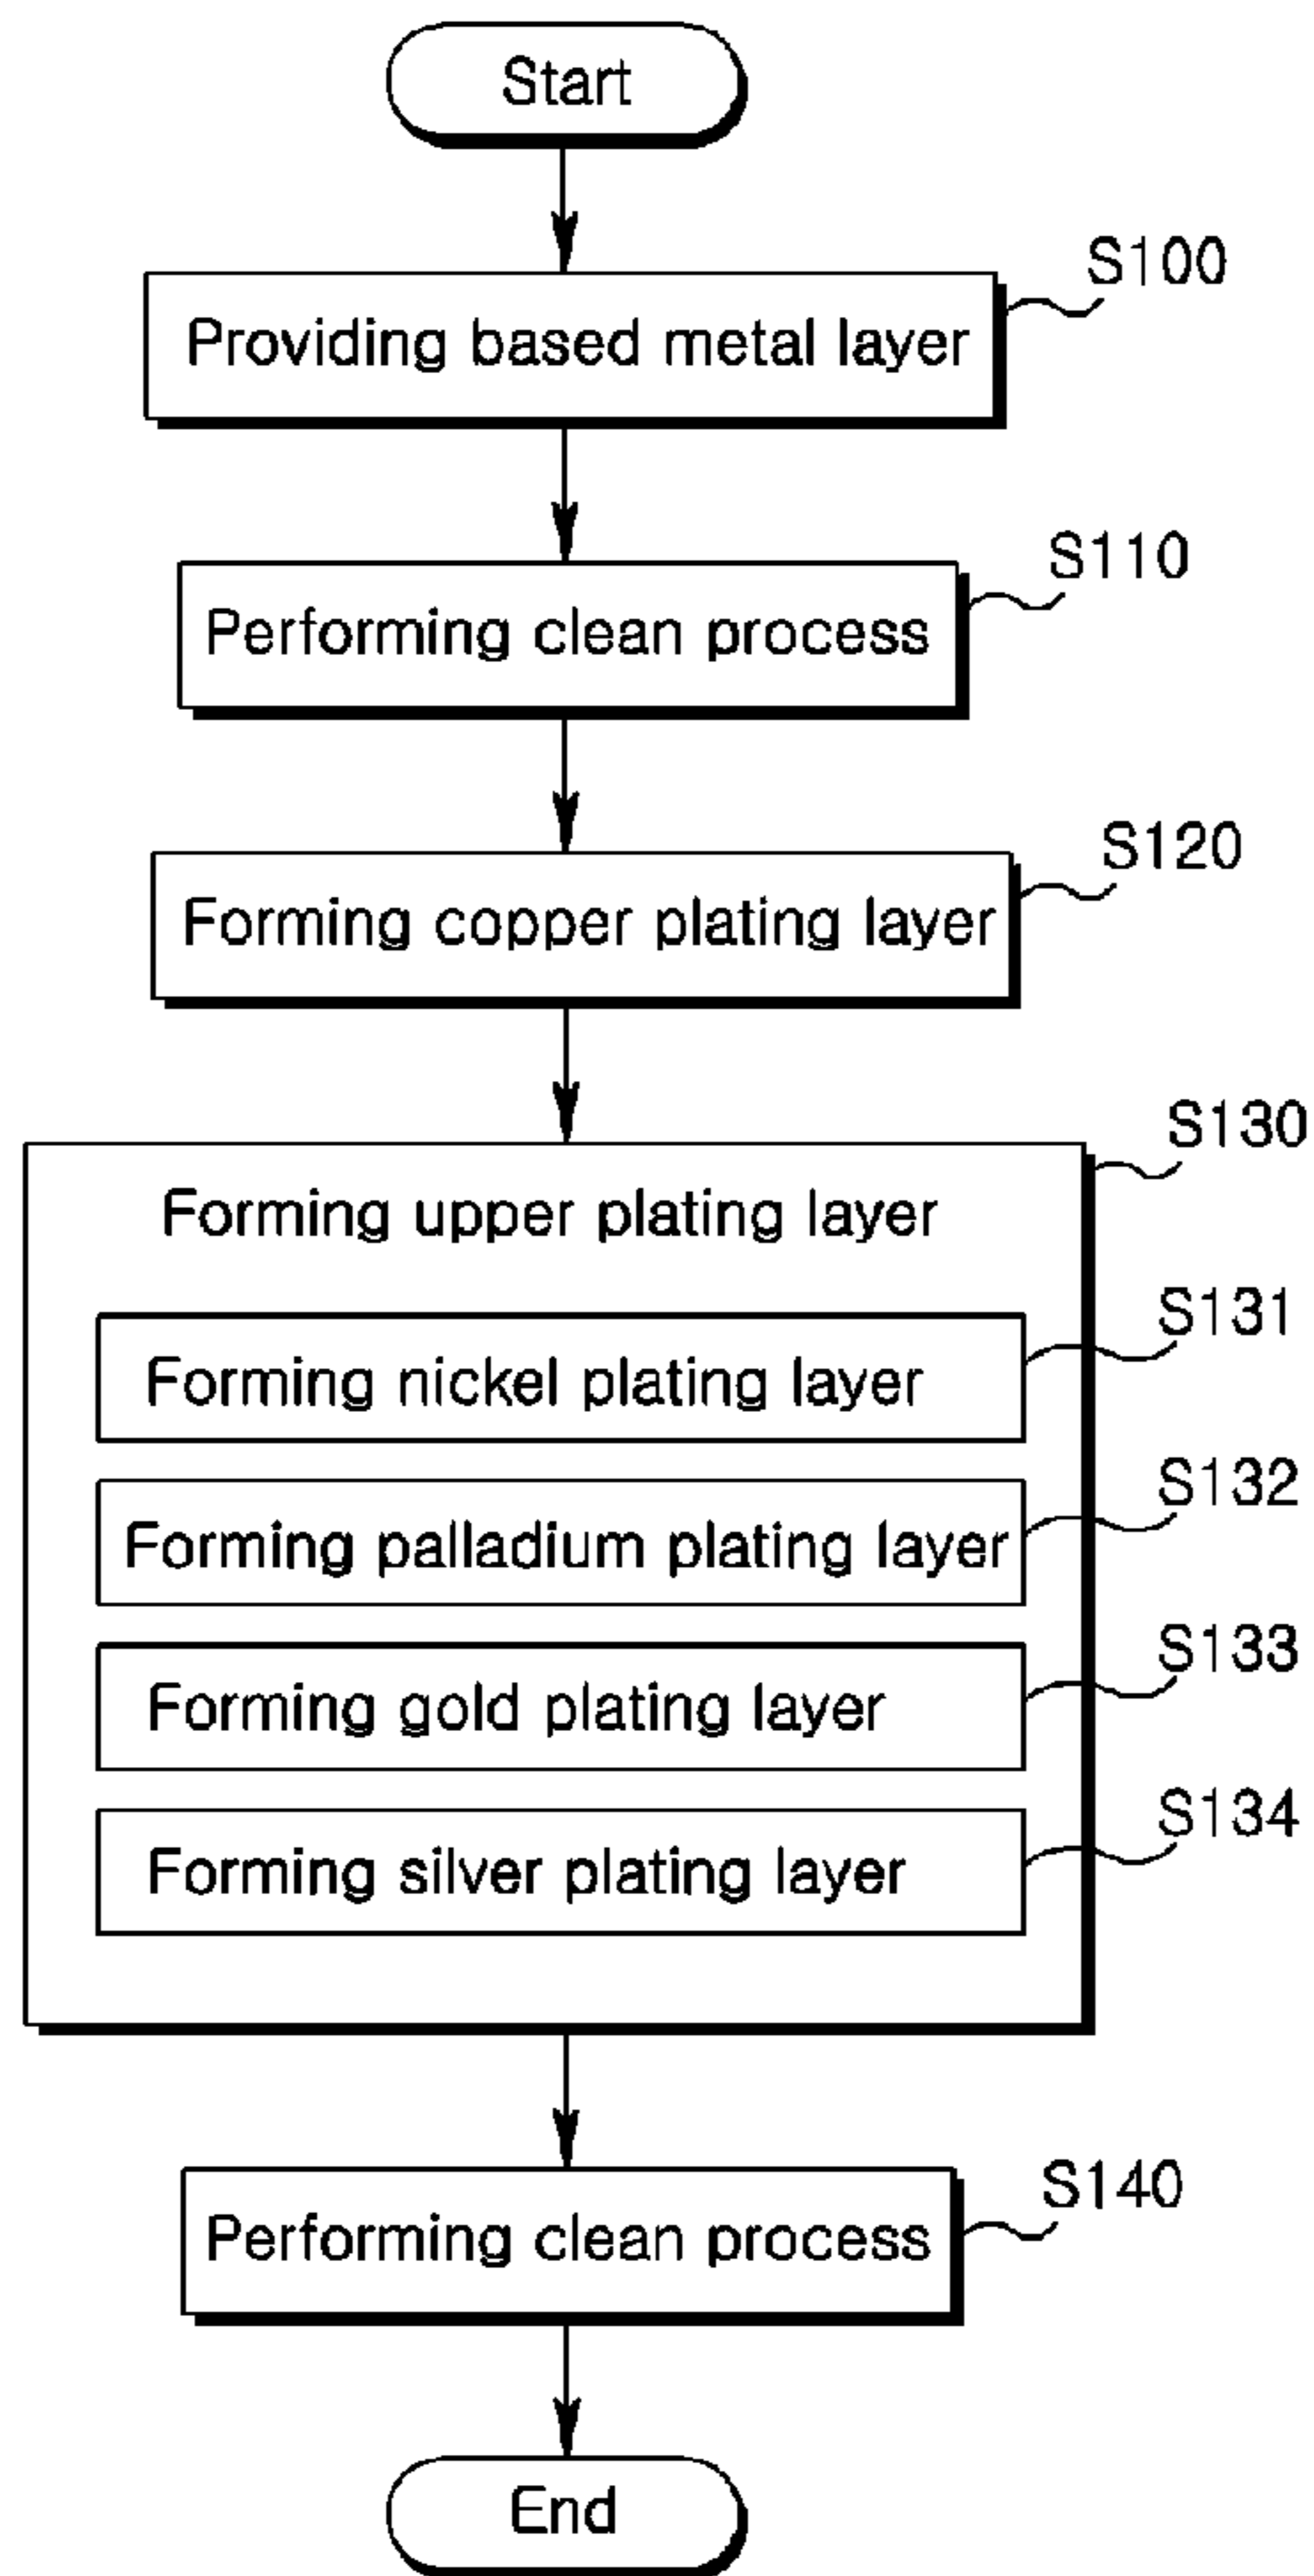 Start
S100
Providing based metal layer
S110
Performing clean process
S120
Forming copper plating layer
S130
Forming upper plating layer
S131
Forming nickel plating layer
S132
Forming palladium plating layer
S133
Forming gold plating layer
S134
Forming silver plating layer
S140
Performing clean process
End